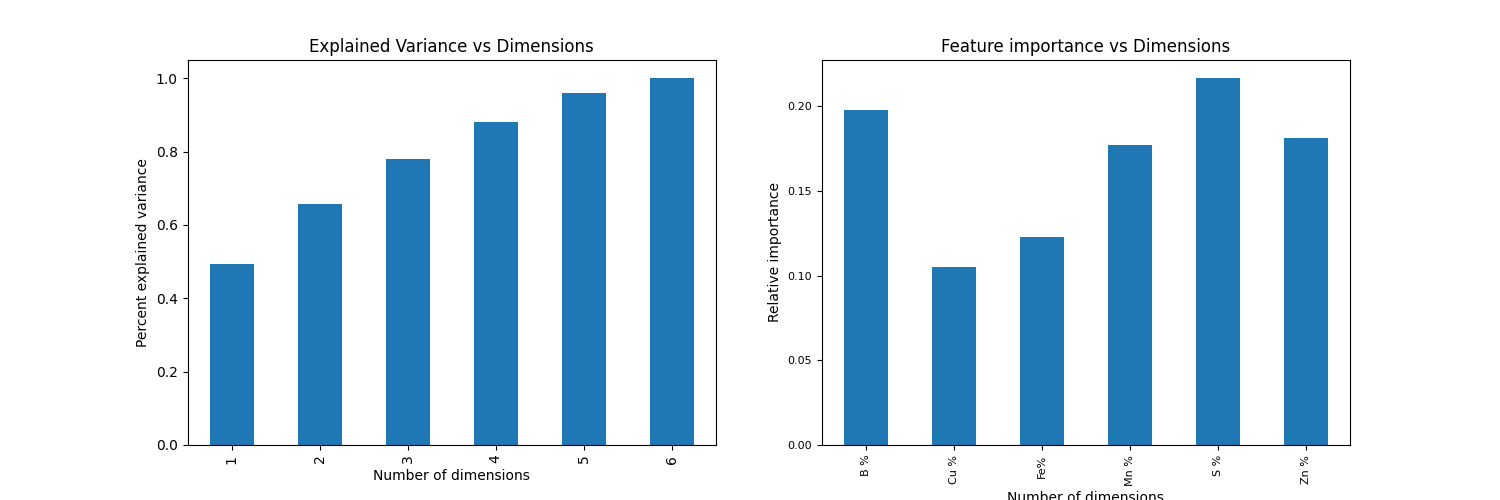 Explained Variance vs Dimensions
Percent explained variance
1.0
0.8
0.6
0.4
0.2
0.0
1 2 3 4 5 6
Number of dimensions
Feature importance vs Dimensions
Relative importance
0.20
0.15
0.10
0.05
0.00
B % Cu % Fe% Mn % S % Zn %
Number of dimensions